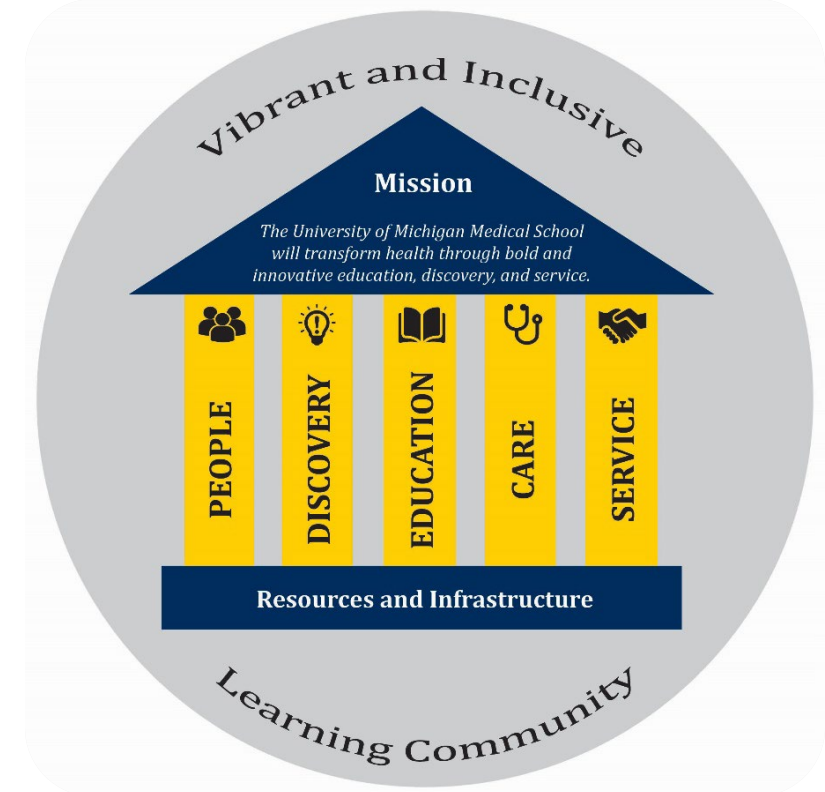 Vibrant and Inclusive
Mission
The University of Michigan Medical School
will transform health through bold and
innovative education, discovery, and service.
PEOPLE
DISCOVERY
EDUCATION
CARE
SERVICE
Resources and Infrastructure
Learning Community